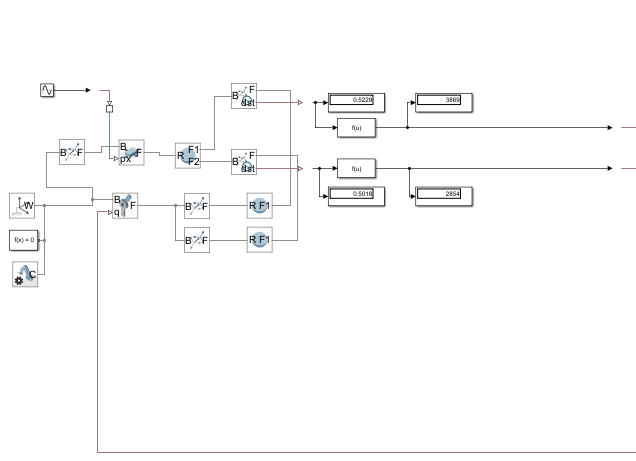 B F
dst
0.5229
3869
f(u)
B F
B
F
px
R F1
F2
B F
dst
f(u)
0.5018
2854
W
B F
q
B F
R F1
f(x) = 0
B F
R F1
C